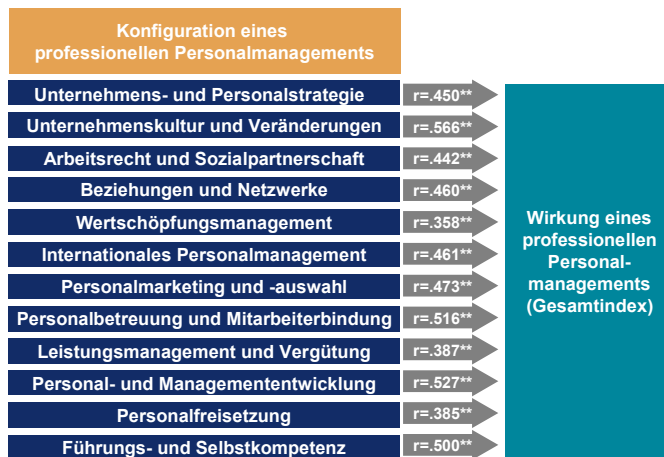 Konfiguration eines
professionellen Personalmanagements
Unternehmens- und Personalstrategie r=.450**
Unternehmenskultur und Veränderungen r=.566**
Arbeitsrecht und Sozialpartnerschaft r=.442**
Beziehungen und Netzwerke r=.460**
Wertschöpfungsmanagement r=.358**
Internationales Personalmanagement r=.461**
Personalmarketing und -auswahl r=.473**
Personalbetreuung und Mitarbeiterbindung r=.516**
Leistungsmanagement und Vergütung r=.387**
Personal- und Managemententwicklung r=.527**
Personalfreisetzung r=.385**
Führungs- und Selbstkompetenz r=.500**
Wirkung eines
professionellen
Personal-
managements
(Gesamtindex)